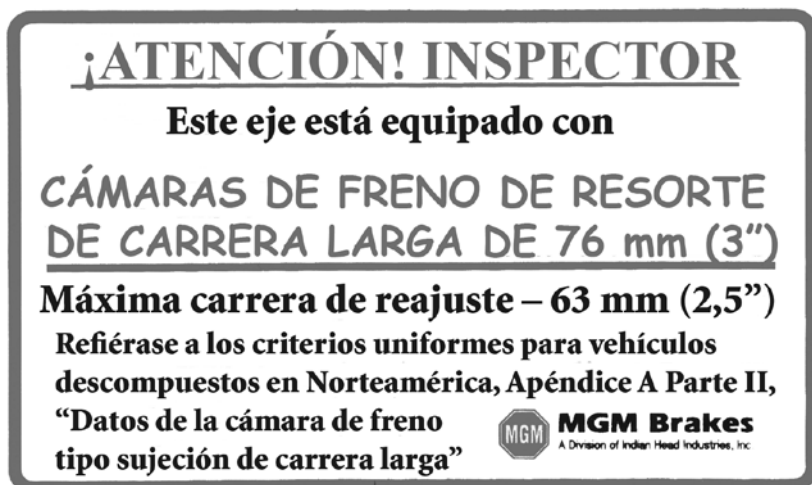 ¡ATENCIÓN! INSPECTOR
Este eje está equipado con
CÁMARAS DE FRENO DE RESORTE
DE CARRERA LARGA DE 76 mm (3”)
Máxima carrera de reajuste – 63 mm (2,5”)
Refiérase a los criterios uniformes para vehículos
descompuestos en Norteamérica, Apéndice A Parte II,
“Datos de la cámara de freno
tipo sujeción de carrera larga”
MGM
MGM Brakes
A Division of Indian Head Industries, Inc